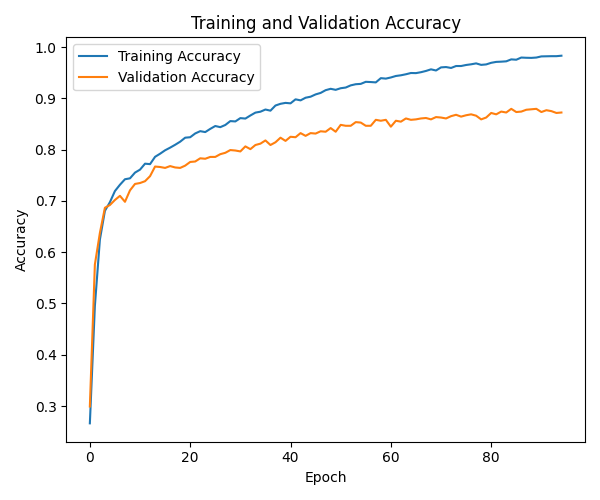 Training and Validation Accuracy
Training Accuracy
Validation Accuracy
1.0
0.9
0.8
0.7
0.6
0.5
0.4
0.3
Accuracy
0 20 40 60 80
Epoch